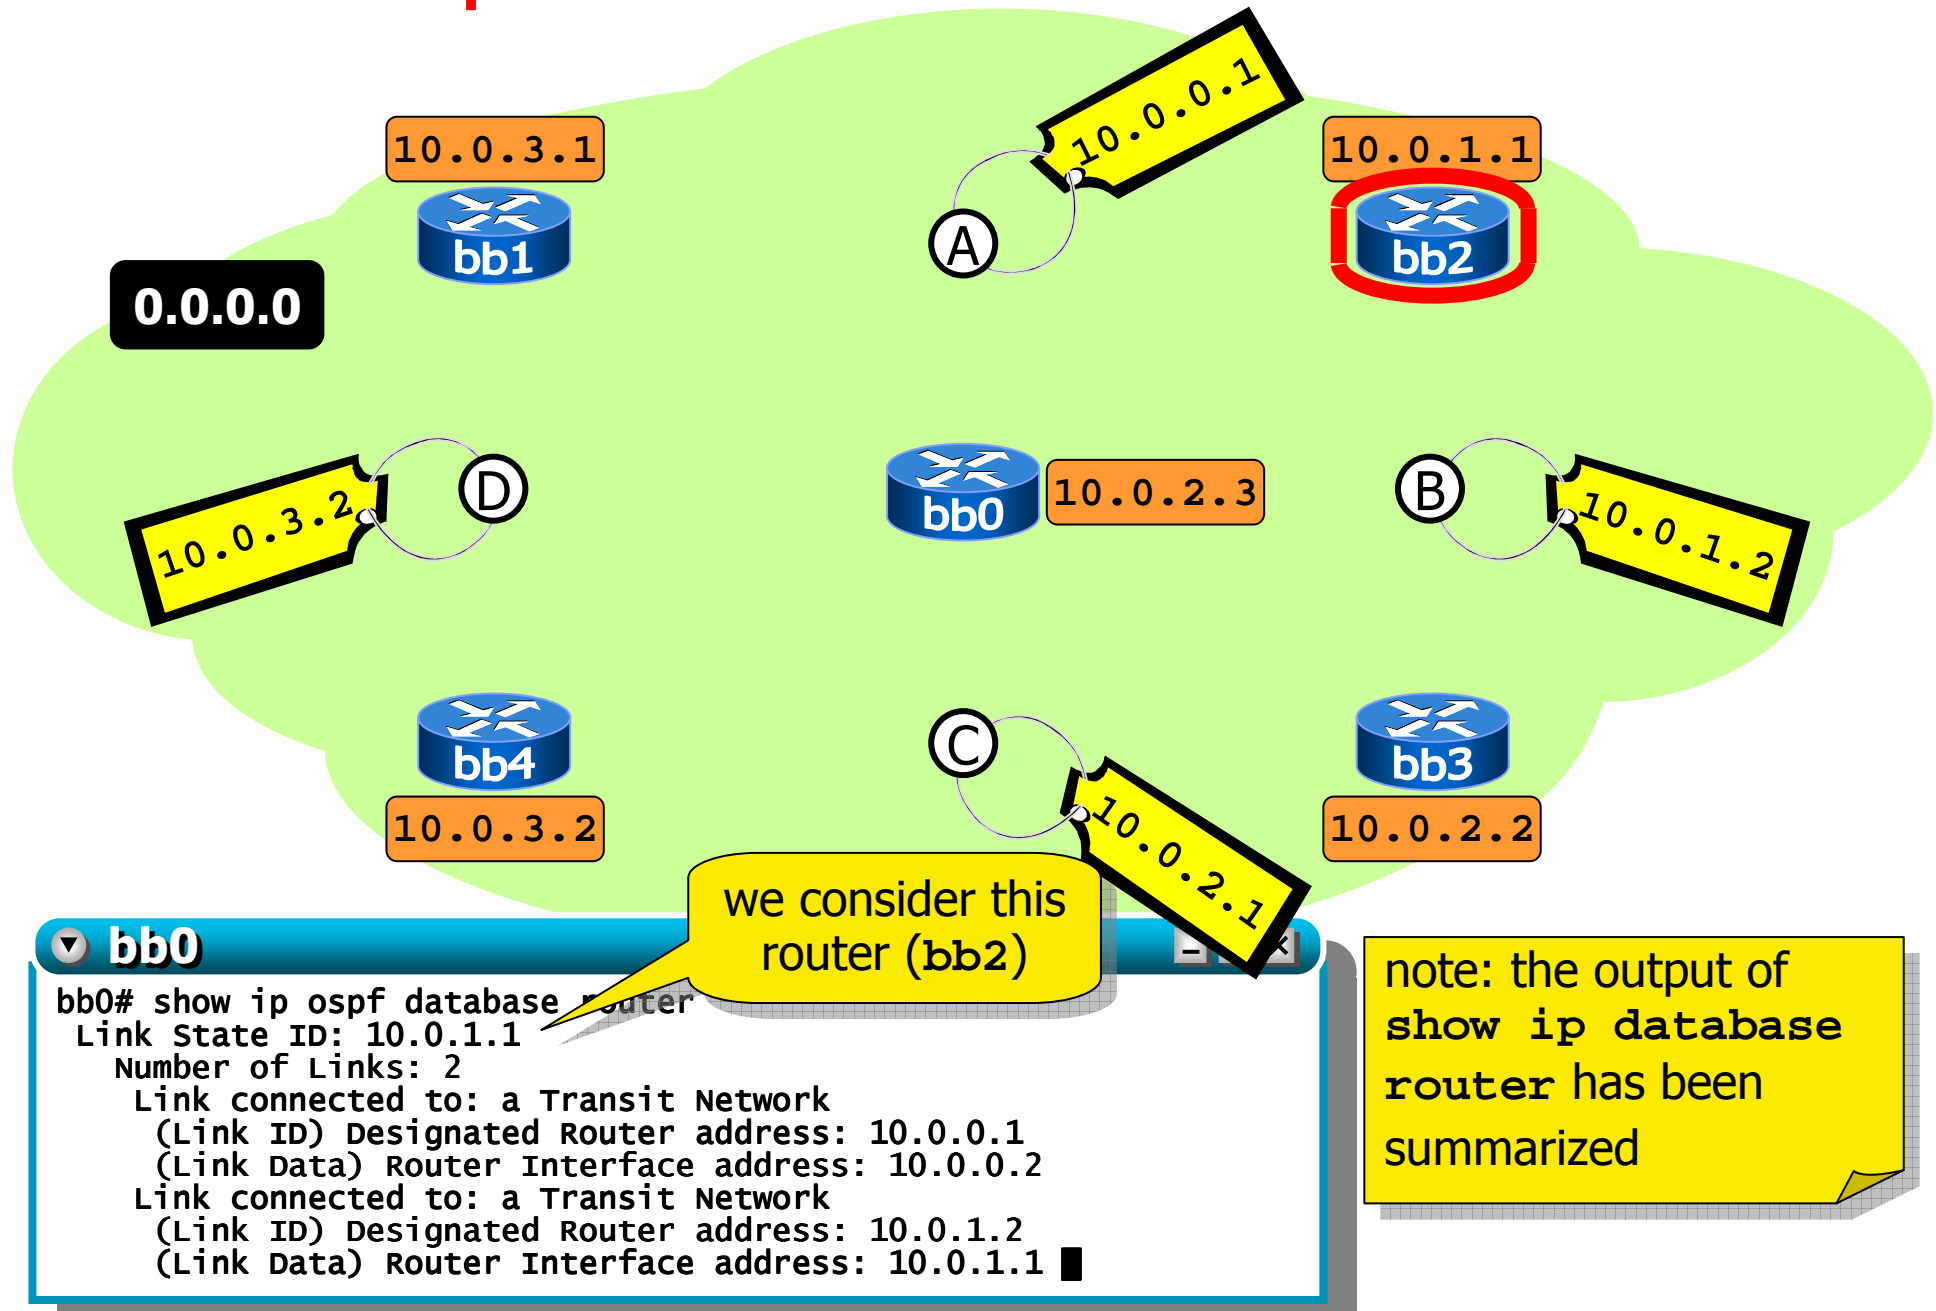 10.0.3.1
10.0.0.1
10.0.1.1
bb1
A
bb2
0.0.0.0
D
10.0.3.2
bb0
10.0.2.3
B
10.0.1.2
bb4
10.0.3.2
C
10.0.2.1
bb3
10.0.2.2
we consider this
router (bb2)
bb0
bb0# show ip ospf database router
Link State ID: 10.0.1.1
Number of Links: 2
Link connected to: a Transit Network
(Link ID) Designated Router address: 10.0.0.1
(Link Data) Router Interface address: 10.0.0.2
Link connected to: a Transit Network
(Link ID) Designated Router address: 10.0.1.2
(Link Data) Router Interface address: 10.0.1.1
note: the output of
show ip database
router has been
summarized